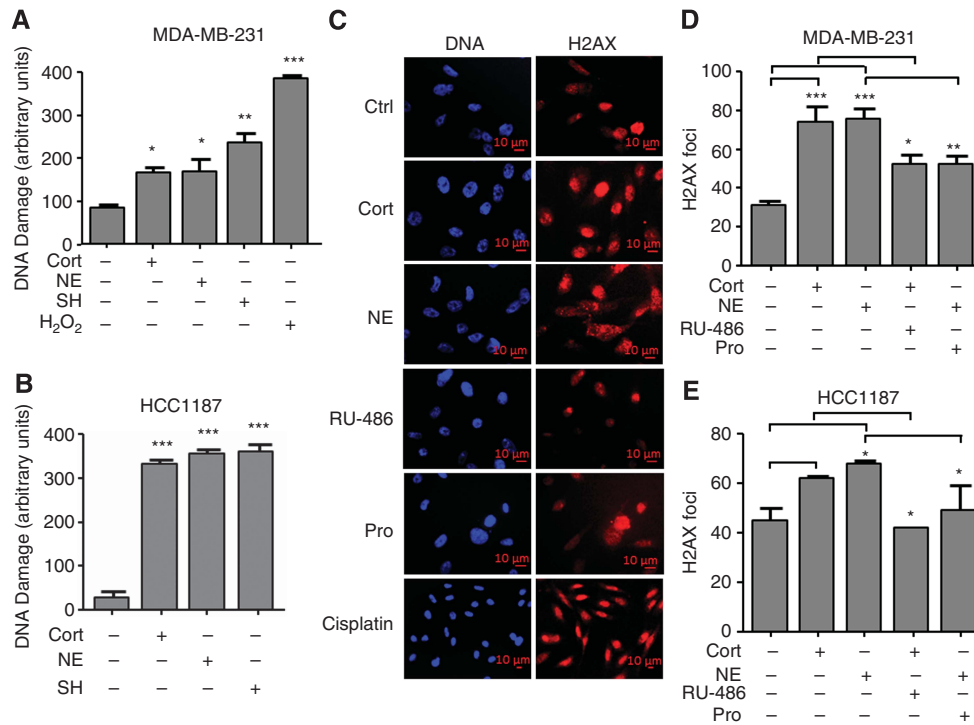 A
MDA-MB-231
DNA Damage (arbitrary units)
400
300
200
100
0
* * ** ***
Cort – + – – –
NE – – + – –
SH – – – + –
H2O2 – – – – +
B
HCC1187
DNA Damage (arbitrary units)
400
300
200
100
0
*** *** ***
Cort – + – –
NE – – + –
SH – – – +
C
DNA H2AX
Ctrl 10 µm 10 µm
Cort 10 µm 10 µm
NE 10 µm 10 µm
RU-486 10 µm 10 µm
Pro 10 µm 10 µm
Cisplatin 10 µm 10 µm
D
MDA-MB-231
H2AX foci
100
80
60
40
20
0
*** *** * **
Cort – + – + –
NE – – + – +
RU-486 – – – + –
Pro – – – – +
E
HCC1187
H2AX foci
80
60
40
20
0
* * *
Cort – + – + –
NE – – + – +
RU-486 – – – + –
Pro – – – – +